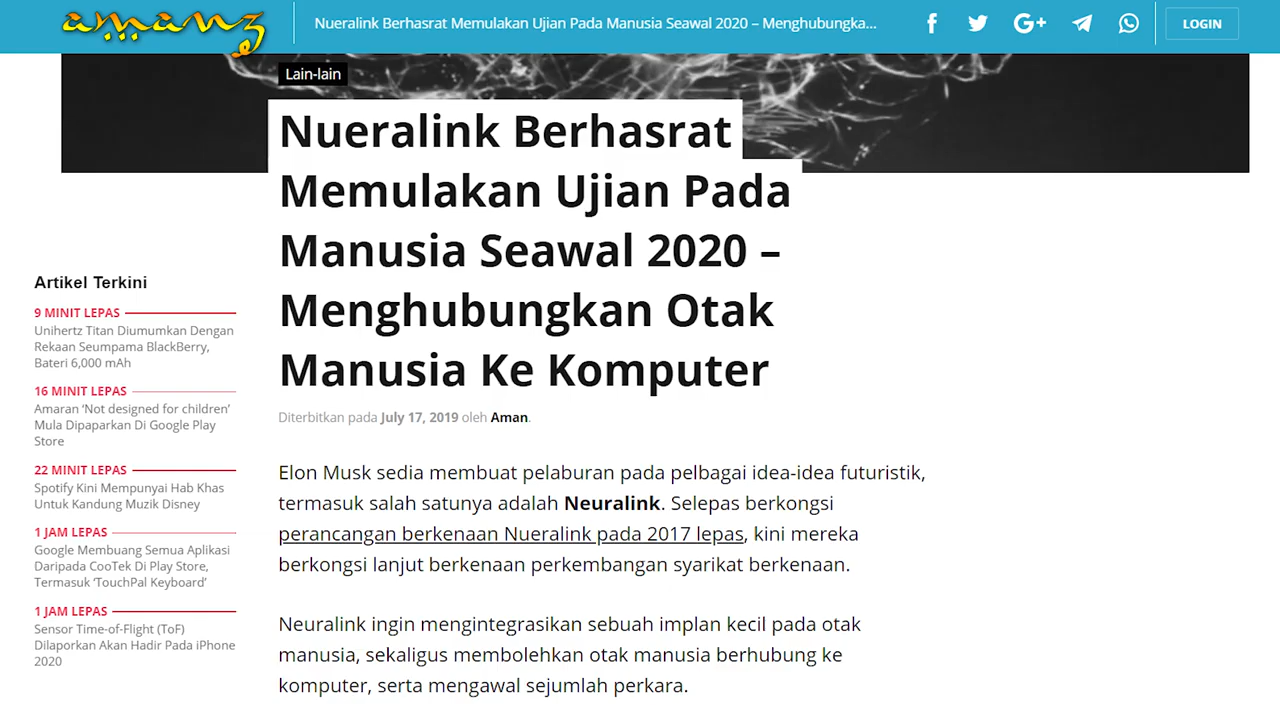 amanz
Nueralink Berhasrat Memulakan Ujian Pada Manusia Seawal 2020 – Menghubungka...
LOGIN
Lain-lain
Nueralink Berhasrat
Memulakan Ujian Pada
Manusia Seawal 2020 –
Menghubungkan Otak
Manusia Ke Komputer
Diterbitkan pada July 17, 2019 oleh Aman.
Elon Musk sedia membuat pelaburan pada pelbagai idea-idea futuristik,
termasuk salah satunya adalah Neuralink. Selepas berkongsi
perancangan berkenaan Nueralink pada 2017 lepas, kini mereka
berkongsi lanjut berkenaan perkembangan syarikat berkenaan.
Neuralink ingin mengintegrasikan sebuah implan kecil pada otak
manusia, sekaligus membolehkan otak manusia berhubung ke
komputer, serta mengawal sejumlah perkara.
Artikel Terkini
9 MINIT LEPAS
Unihertz Titan Diumumkan Dengan
Rekaan Seumpama BlackBerry,
Bateri 6,000 mAh
16 MINIT LEPAS
Amaran ‘Not designed for children’
Mula Dipaparkan Di Google Play
Store
22 MINIT LEPAS
Spotify Kini Mempunyai Hab Khas
Untuk Kandung Muzik Disney
1 JAM LEPAS
Google Membuang Semua Aplikasi
Daripada CooTek Di Play Store,
Termasuk ‘TouchPal Keyboard’
1 JAM LEPAS
Sensor Time-of-Flight (ToF)
Dilaporkan Akan Hadir Pada iPhone
2020